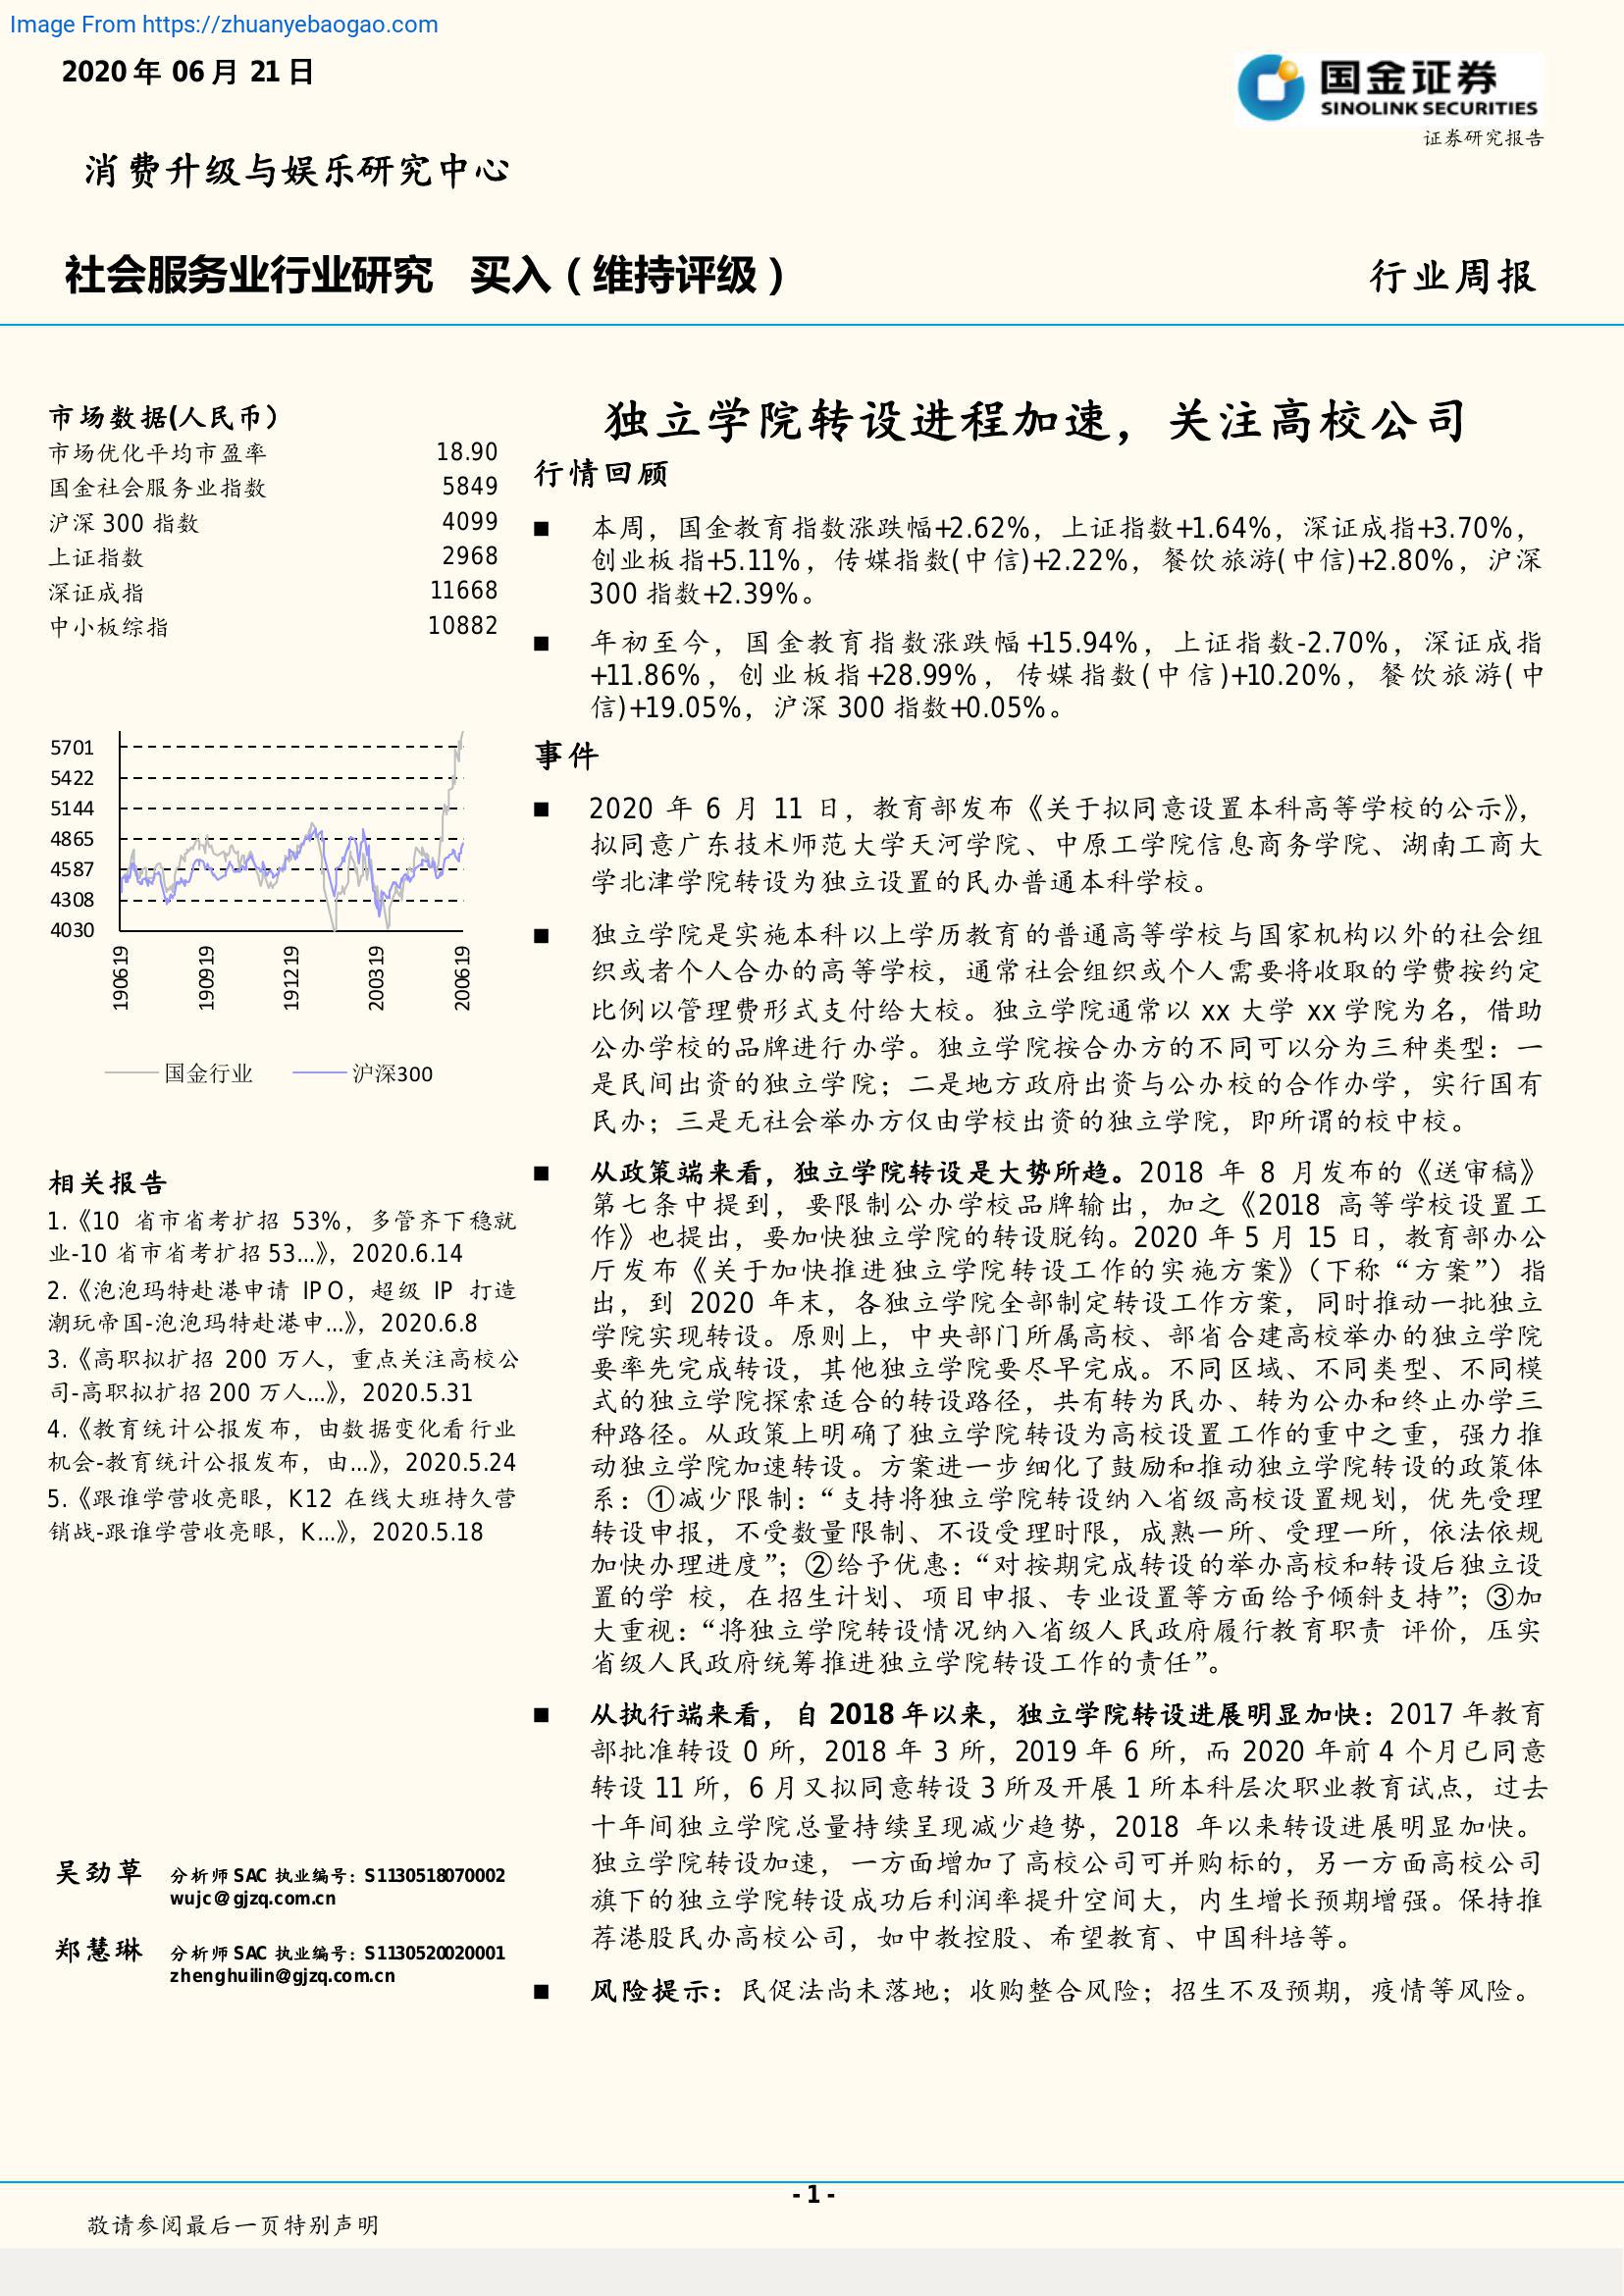 Image From https://zhuanyebaogao.com
2020 年 06 月 21 日
国金证券
SINOLINK SECURITIES
证券研究报告
消费升级与娱乐研究中心
社会服务业行业研究 买入（维持评级）
行业周报
市场数据(人民币）
市场优化平均市盈率 18.90
国金社会服务业指数 5849
沪深 300 指数 4099
上证指数 2968
深证成指 11668
中小板综指 10882
5701
5422
5144
4865
4587
4308
4030
190619
190919
191219
200319
200619
国金行业 沪深300
相关报告
1.《10 省市省考扩招 53%，多管齐下稳就
业-10 省市省考扩招 53...》，2020.6.14
2.《泡泡玛特赴港申请 IPO，超级 IP 打造
潮玩帝国-泡泡玛特赴港申...》，2020.6.8
3.《高职拟扩招 200 万人，重点关注高校公
司-高职拟扩招 200 万人...》，2020.5.31
4.《教育统计公报发布，由数据变化看行业
机会-教育统计公报发布，由...》，2020.5.24
5.《跟谁学营收亮眼，K12 在线大班持久营
销战-跟谁学营收亮眼，K...》，2020.5.18
吴劲草 分析师 SAC 执业编号：S1130518070002
wujc@gjzq.com.cn
郑慧琳 分析师 SAC 执业编号：S1130520020001
zhenghuilin@gjzq.com.cn
独立学院转设进程加速，关注高校公司
行情回顾
■ 本周，国金教育指数涨跌幅+2.62%，上证指数+1.64%，深证成指+3.70%，
创业板指+5.11%，传媒指数(中信)+2.22%，餐饮旅游(中信)+2.80%，沪深
300 指数+2.39%。
■ 年初至今，国金教育指数涨跌幅+15.94%，上证指数-2.70%，深证成指
+11.86%，创业板指+28.99%，传媒指数(中信)+10.20%，餐饮旅游(中
信)+19.05%，沪深 300 指数+0.05%。
事件
■ 2020 年 6 月 11 日，教育部发布《关于拟同意设置本科高等学校的公示》，
拟同意广东技术师范大学天河学院、中原工学院信息商务学院、湖南工商大
学北津学院转设为独立设置的民办普通本科学校。
■ 独立学院是实施本科以上学历教育的普通高等学校与国家机构以外的社会组
织或者个人合办的高等学校，通常社会组织或个人需要将收取的学费按约定
比例以管理费形式支付给大校。独立学院通常以 xx 大学 xx 学院为名，借助
公办学校的品牌进行办学。独立学院按合办方的不同可以分为三种类型：一
是民间出资的独立学院；二是地方政府出资与公办校的合作办学，实行国有
民办；三是无社会举办方仅由学校出资的独立学院，即所谓的校中校。
■ 从政策端来看，独立学院转设是大势所趋。2018 年 8 月发布的《送审稿》
第七条中提到，要限制公办学校品牌输出，加之《2018 高等学校设置工
作》也提出，要加快独立学院的转设脱钩。2020 年 5 月 15 日，教育部办公
厅发布《关于加快推进独立学院转设工作的实施方案》（下称“方案”）指
出，到 2020 年末，各独立学院全部制定转设工作方案，同时推动一批独立
学院实现转设。原则上，中央部门所属高校、部省合建高校举办的独立学院
要率先完成转设，其他独立学院要尽早完成。不同区域、不同类型、不同模
式的独立学院探索适合的转设路径，共有转为民办、转为公办和终止办学三
种路径。从政策上明确了独立学院转设为高校设置工作的重中之重，强力推
动独立学院加速转设。方案进一步细化了鼓励和推动独立学院转设的政策体
系：①减少限制：“支持将独立学院转设纳入省级高校设置规划，优先受理
转设申报，不受数量限制、不设受理时限，成熟一所、受理一所，依法依规
加快办理进度”；②给予优惠：“对按期完成转设的举办高校和转设后独立设
置的学 校，在招生计划、项目申报、专业设置等方面给予倾斜支持”；③加
大重视：“将独立学院转设情况纳入省级人民政府履行教育职责 评价，压实
省级人民政府统筹推进独立学院转设工作的责任”。
■ 从执行端来看，自 2018 年以来，独立学院转设进展明显加快：2017 年教育
部批准转设 0 所，2018 年 3 所，2019 年 6 所，而 2020 年前 4 个月已同意
转设 11 所，6 月又拟同意转设 3 所及开展 1 所本科层次职业教育试点，过去
十年间独立学院总量持续呈现减少趋势，2018 年以来转设进展明显加快。
独立学院转设加速，一方面增加了高校公司可并购标的，另一方面高校公司
旗下的独立学院转设成功后利润率提升空间大，内生增长预期增强。保持推
荐港股民办高校公司，如中教控股、希望教育、中国科培等。
■ 风险提示：民促法尚未落地；收购整合风险；招生不及预期，疫情等风险。
- 1 -
敬请参阅最后一页特别声明